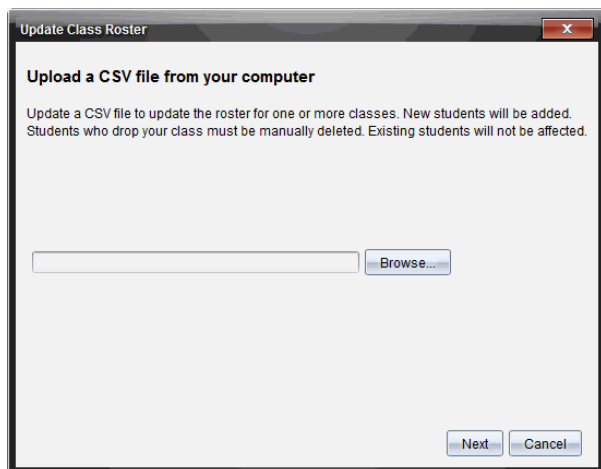 Update Class Roster
X
Upload a CSV file from your computer
Update a CSV file to update the roster for one or more classes. New students will be added.
Students who drop your class must be manually deleted. Existing students will not be affected.
Browse...
Next Cancel